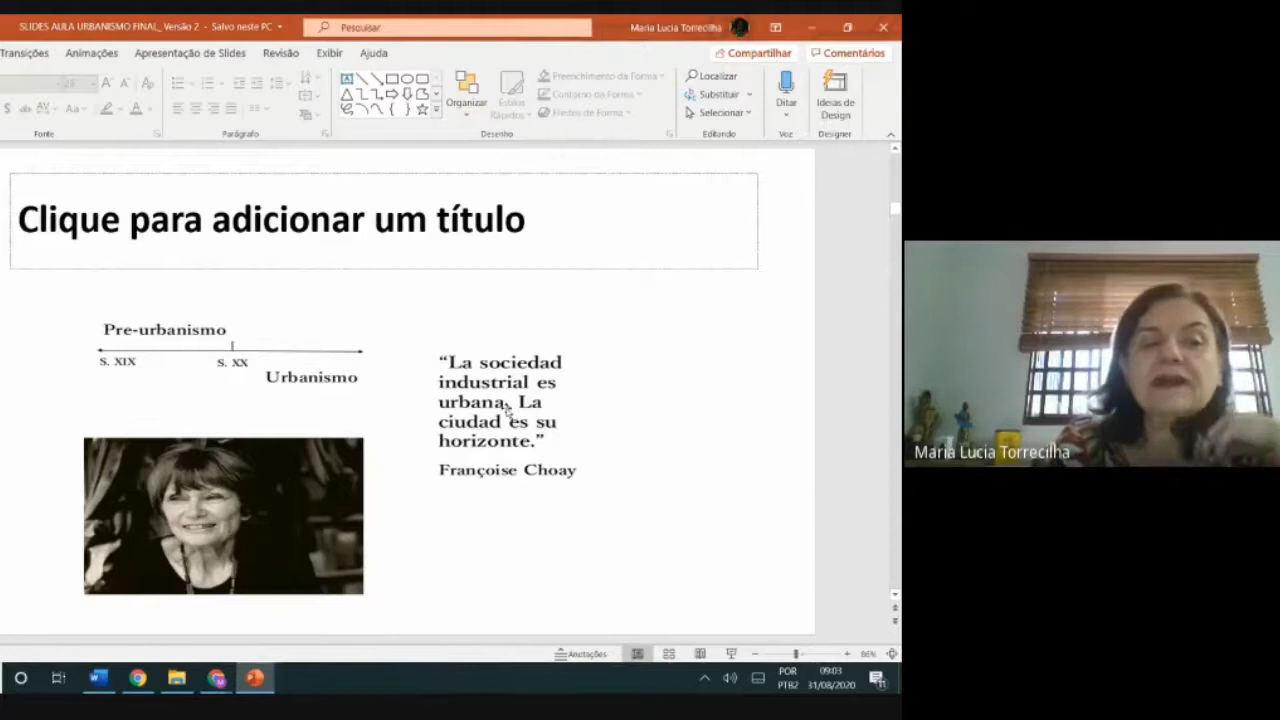 SLIDES AULA URBANISMO FINAL_ Versão 2 - Salvo neste PC
Pesquisar
Maria Lucia Torrecilha
Transições Animações Apresentação de Slides Revisão Exibir Ajuda
Compartilhar Comentários
Organizar
Estilos
Rápidos
Preenchimento da Forma
Contorno da Forma
Efeitos de Forma
Localizar
Substituir
Selecionar
Ditar
Ideias de
Design
Fonte Parágrafo Desenho Editando Voz Designer
Clique para adicionar um título
Pre-urbanismo
S. XIX S. XX
Urbanismo
“La sociedad
industrial es
urbana. La
ciudad es su
horizonte.”
Françoise Choay
Maria Lucia Torrecilha
Anotações
86%
POR
PTB2
09:03
31/08/2020